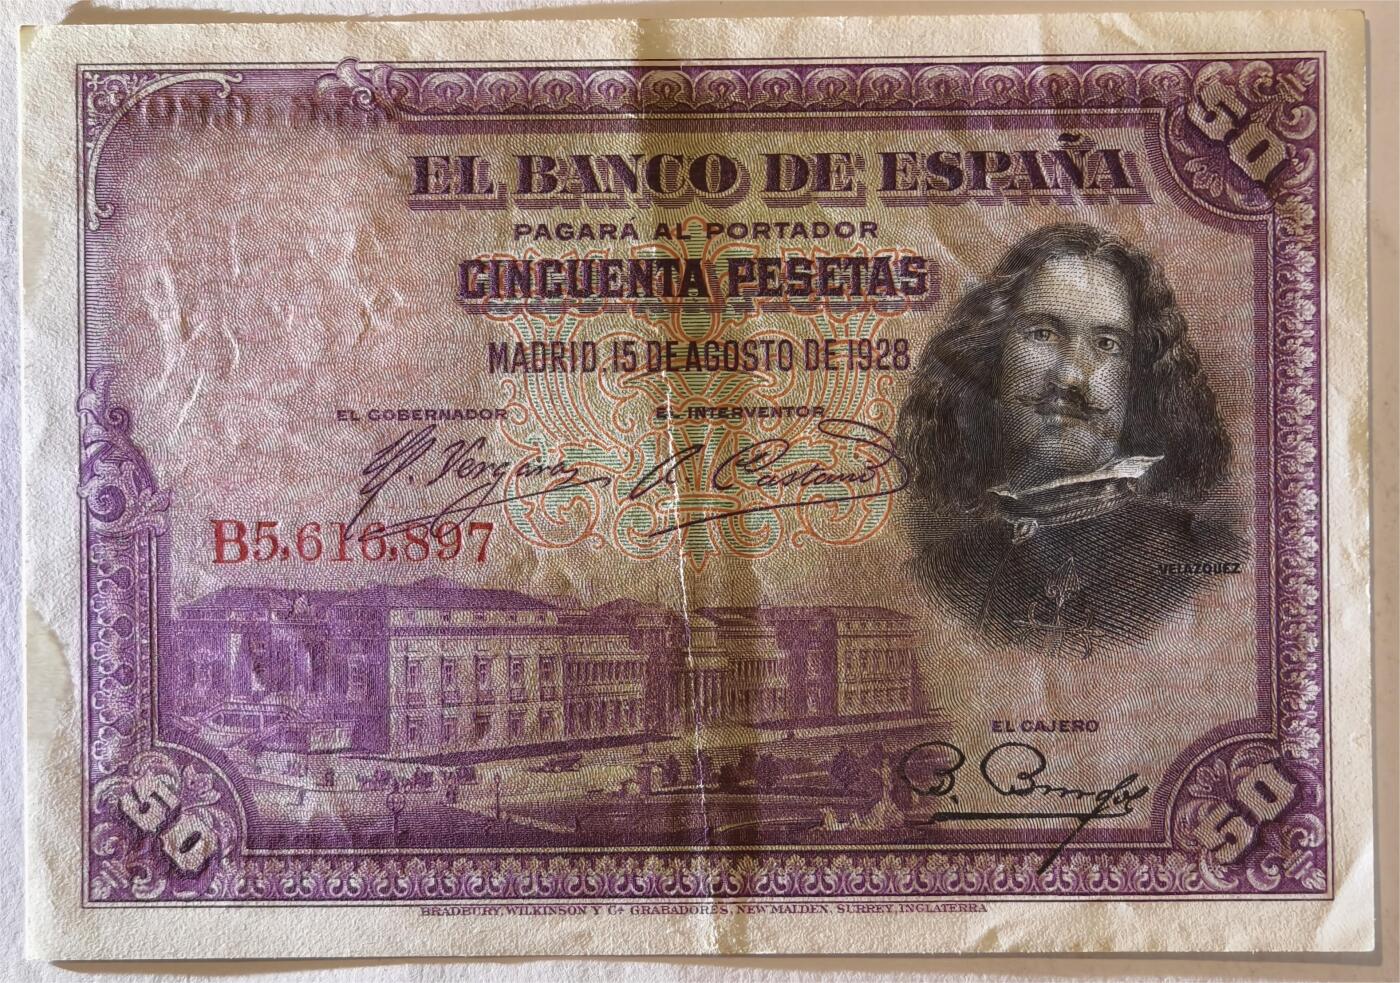 50
EL BANCO DE ESPAÑA
PAGARÁ AL PORTADOR
CINCUENTA PESETAS
MADRID, 15 DE AGOSTO DE 1928
EL GOBERNADOR EL INTERVENTOR
B5,616,897
VELAZQUEZ
EL CAJERO
50 50
BRADBURY, WILKINSON Y Cª GRABADORES, NEW MALDEN, SURREY, INGLATERRA